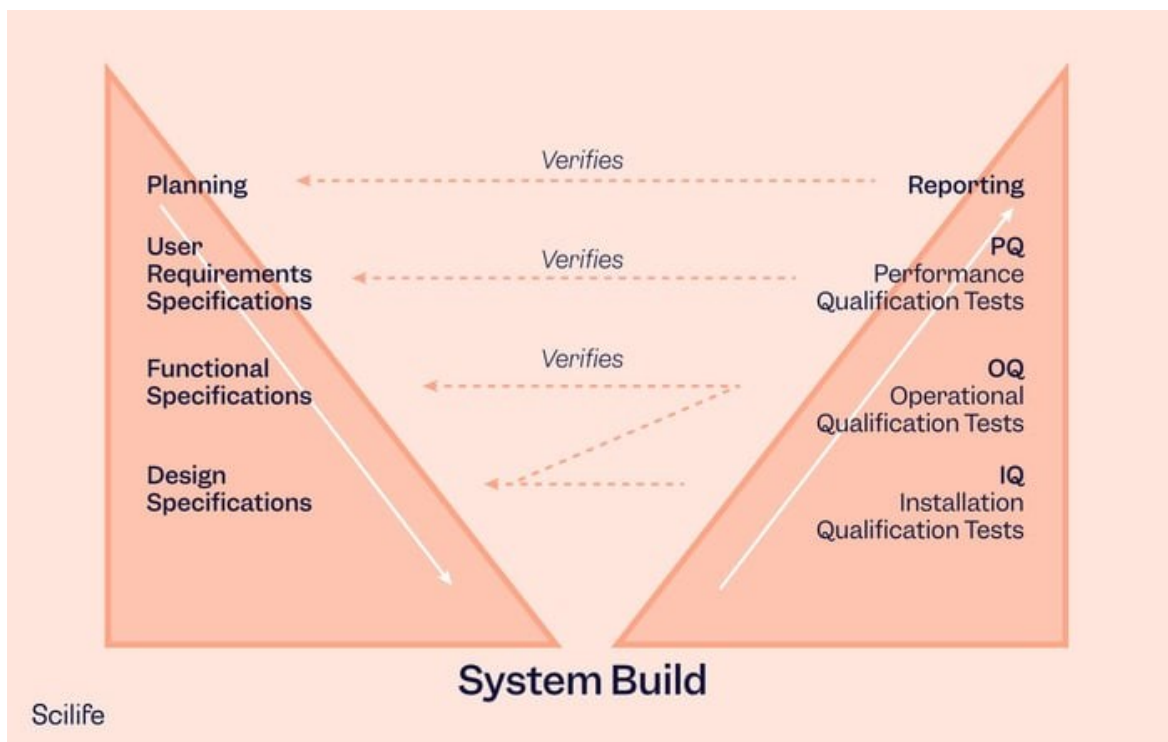 Verifies
Planning
Reporting
User
Requirements
Specifications
Verifies
PQ
Performance
Qualification Tests
Functional
Specifications
Verifies
OQ
Operational
Qualification Tests
Design
Specifications
IQ
Installation
Qualification Tests
System Build
Scilife